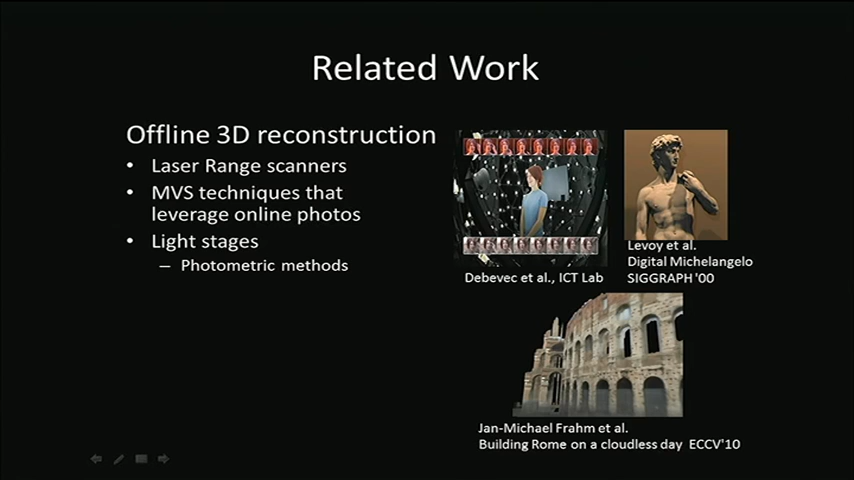 Related Work
Offline 3D reconstruction
• Laser Range scanners
• MVS techniques that
leverage online photos
• Light stages
– Photometric methods
Debevec et al., ICT Lab
Levoy et al.
Digital Michelangelo
SIGGRAPH '00
Jan-Michael Frahm et al.
Building Rome on a cloudless day ECCV'10